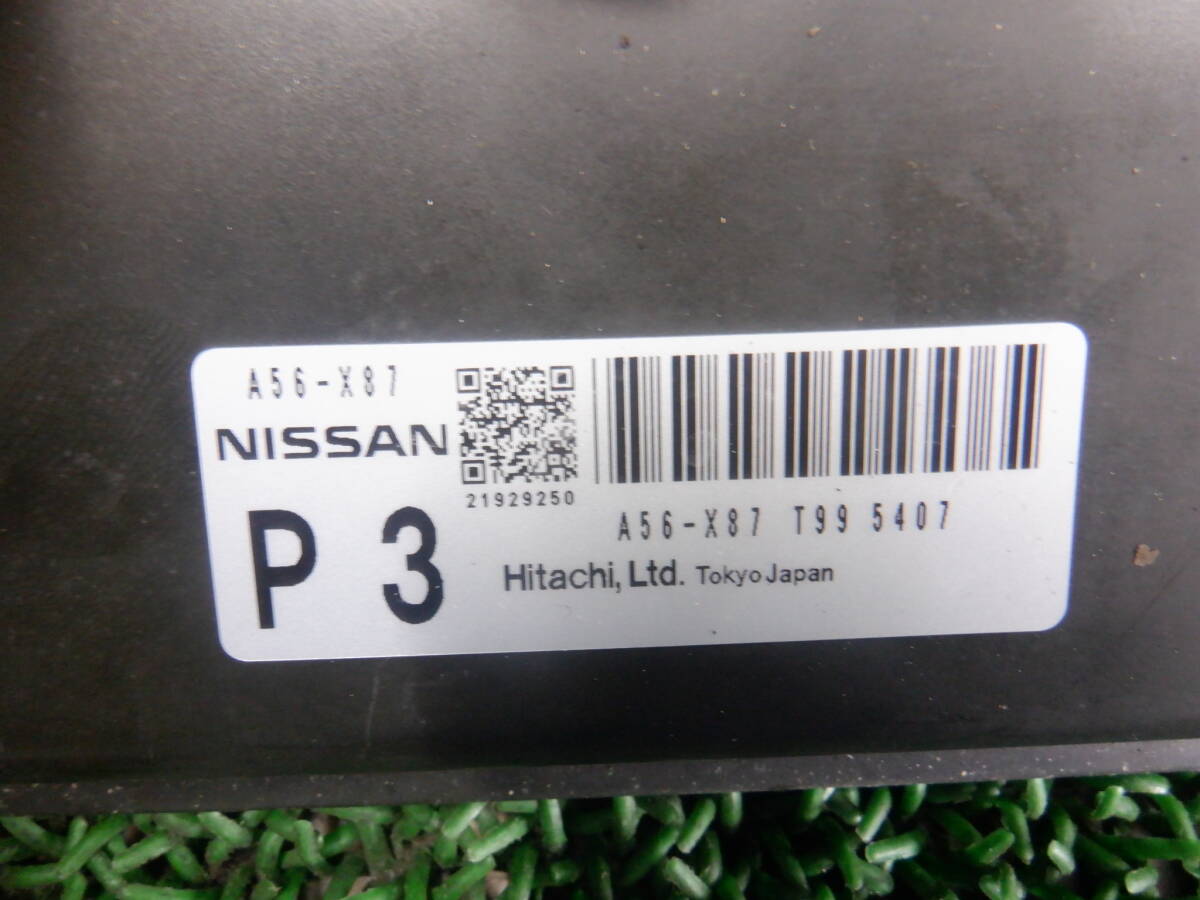 A56-X87
NISSAN
21929250
P 3
A56-X87 T99 5407
Hitachi, Ltd. Tokyo Japan